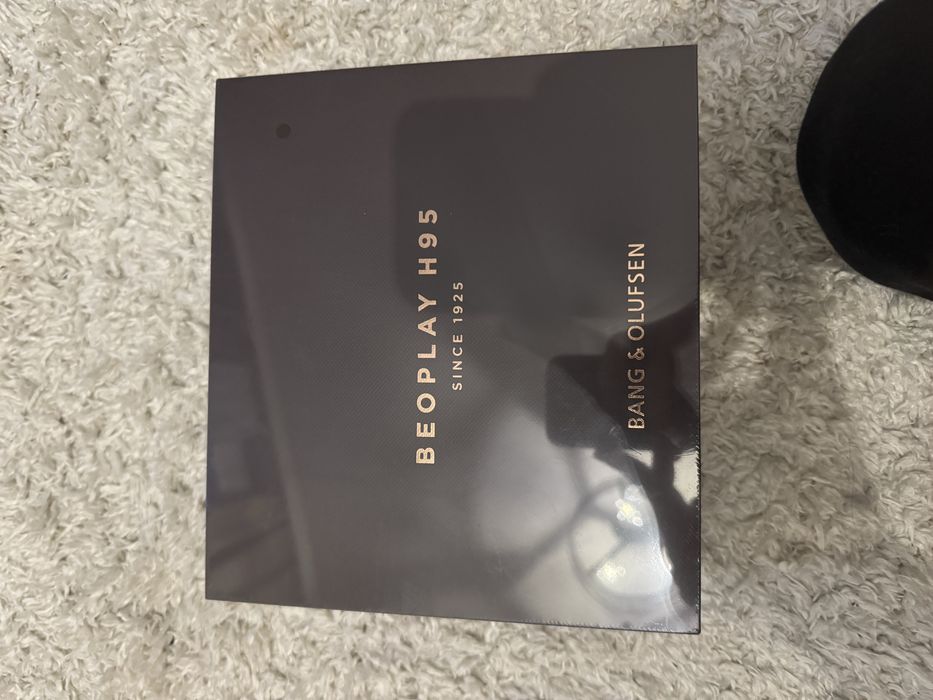 BEOPLAY H95
SINCE 1925
BANG & OLUFSEN